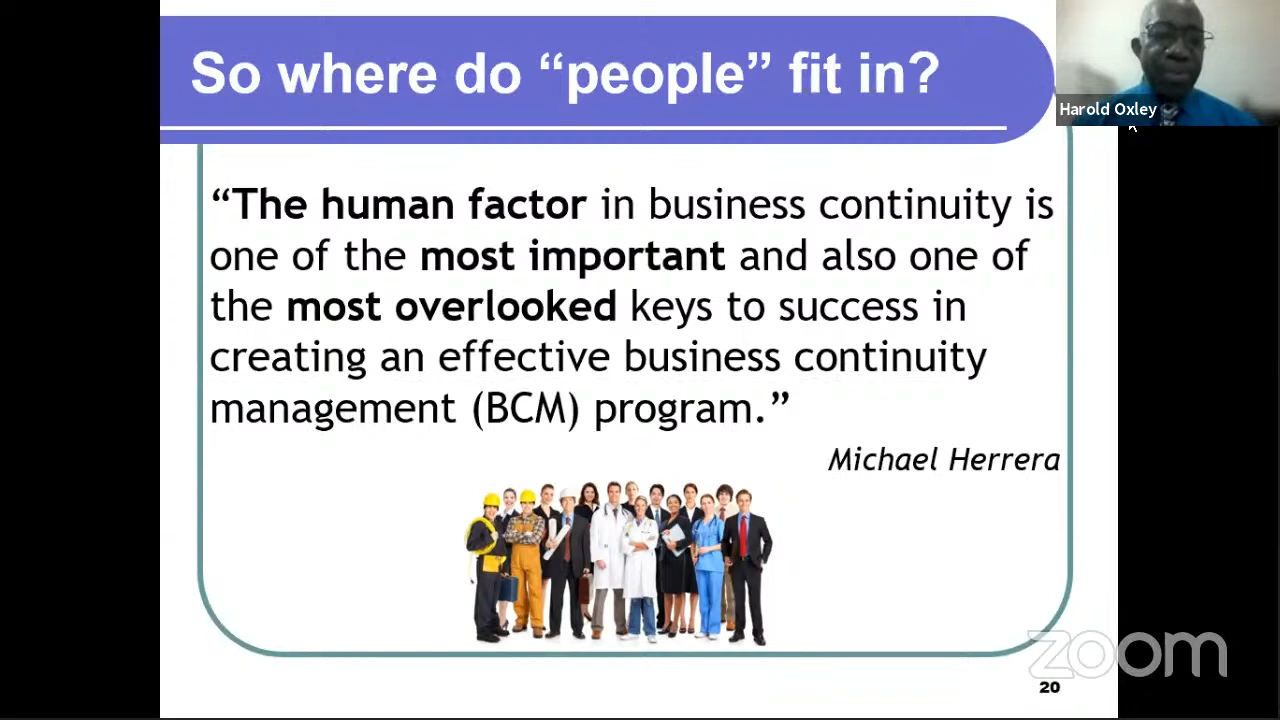 So where do “people” fit in?
Harold Oxley
“The human factor in business continuity is
one of the most important and also one of
the most overlooked keys to success in
creating an effective business continuity
management (BCM) program.”
Michael Herrera
zoom
20